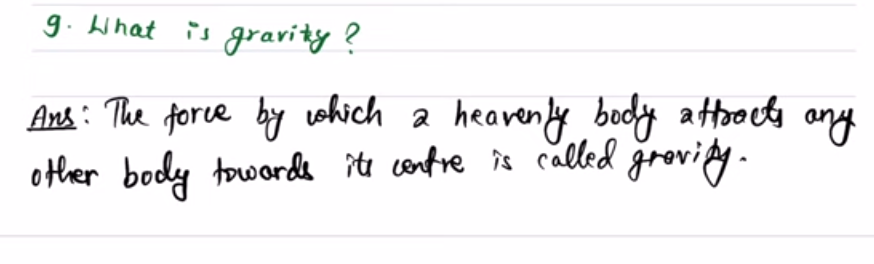 9. What is gravity?
Ans: The force by which a heavenly body attracts any
other body towards its centre is called gravity.